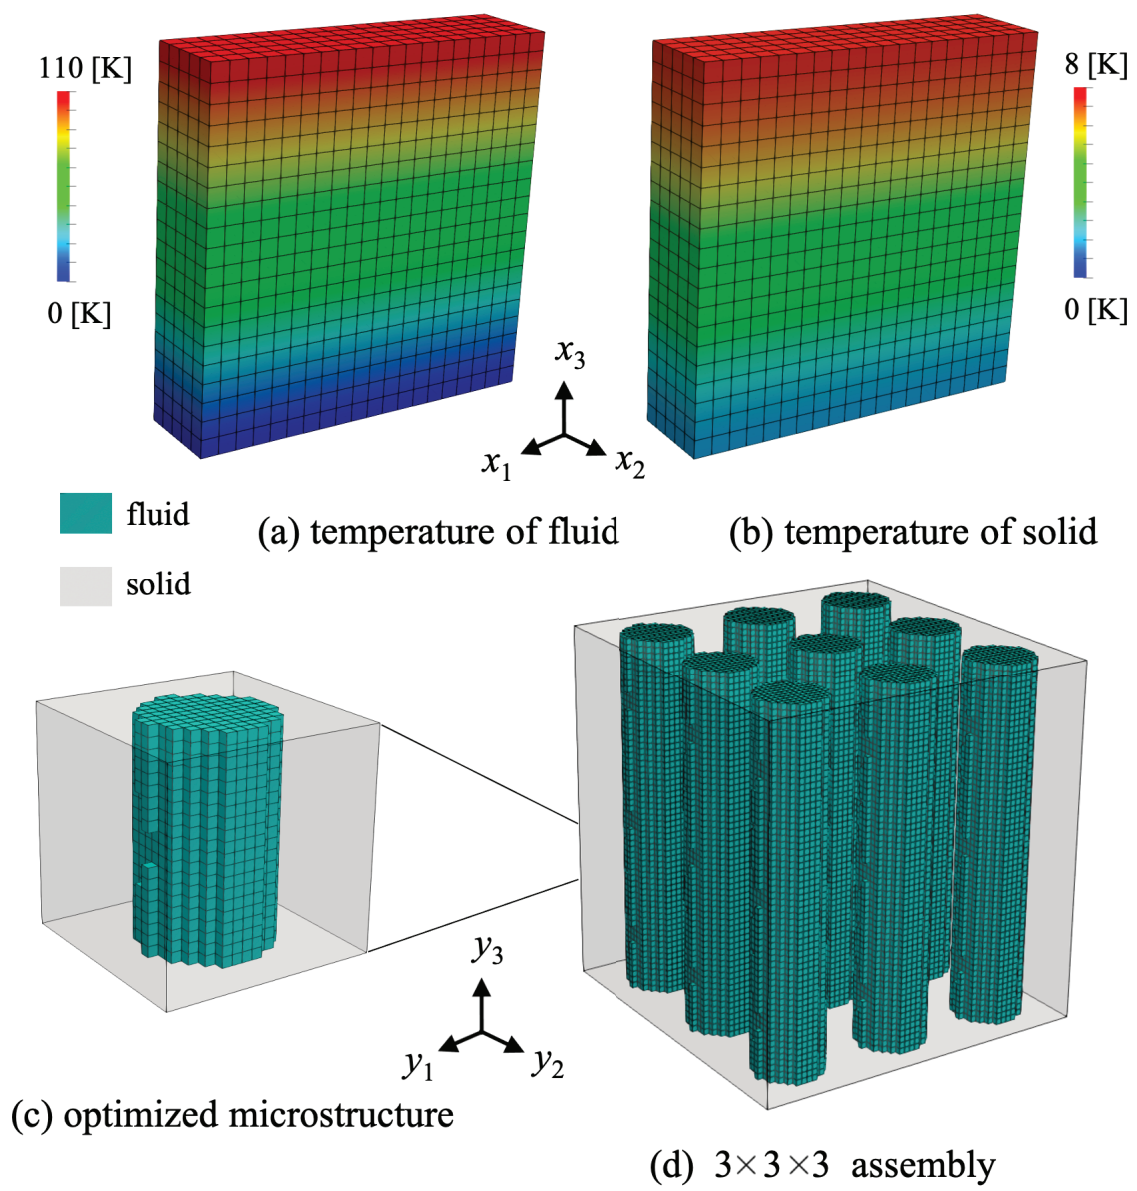 110 [K]
0 [K]
8 [K]
0 [K]
x3
x1
x2
fluid
solid
(a) temperature of fluid
(b) temperature of solid
y3
y1
y2
(c) optimized microstructure
(d) 3×3×3 assembly